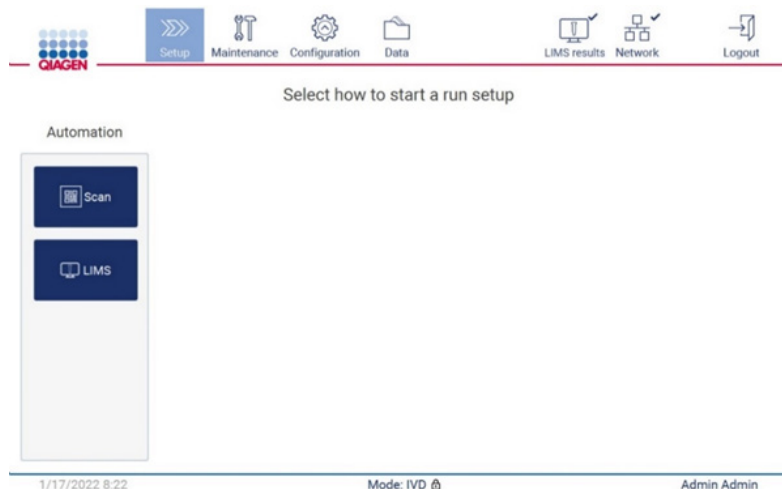 QIAGEN
Setup
Maintenance
Configuration
Data
LIMS results
Network
Logout
Select how to start a run setup
Automation
Scan
LIMS
1/17/2022 8:22
Mode: IVD
Admin Admin